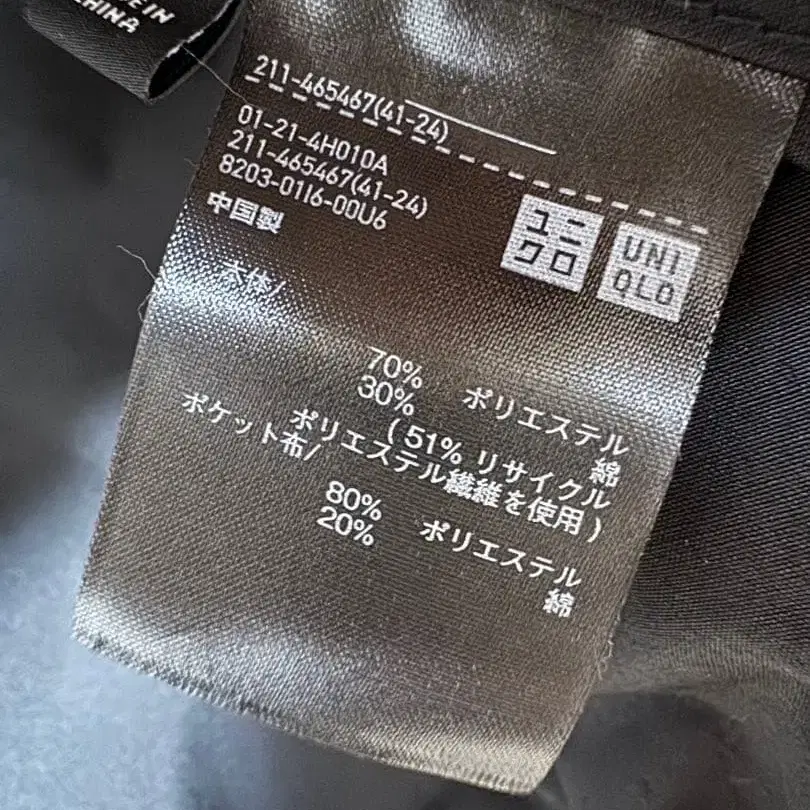 MADE IN
CHINA
211-465467(41-24)
01-21-4H010A
211-465467(41-24)
8203-0116-00U6
中国製
ユニ
クロ
UNI
QLO
本体/
70% ポリエステル
30% 綿
(51% リサイクル
ポリエステル繊維を使用)
ポケット布/
80% ポリエステル
20% 綿